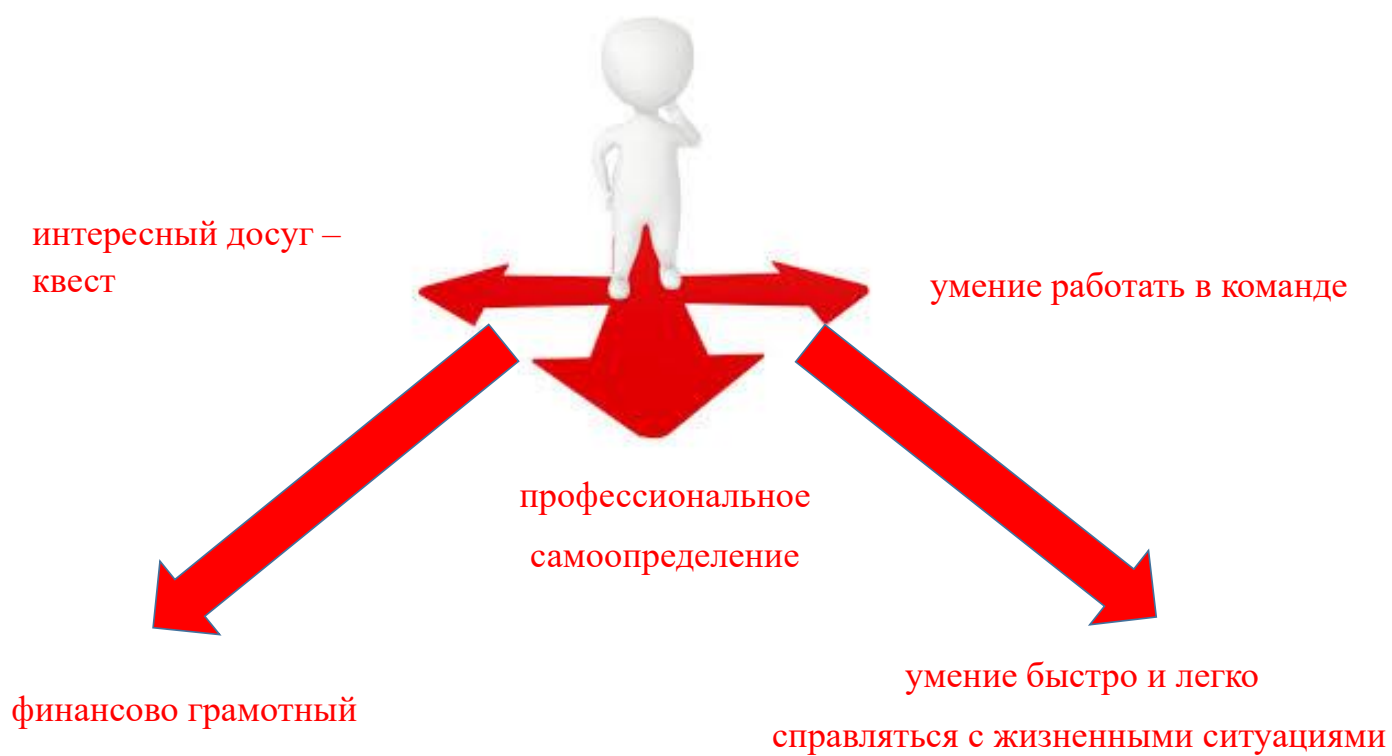 интересный досуг –
квест
умение работать в команде
профессиональное
самоопределение
финансово грамотный
умение быстро и легко
справляться с жизненными ситуациями